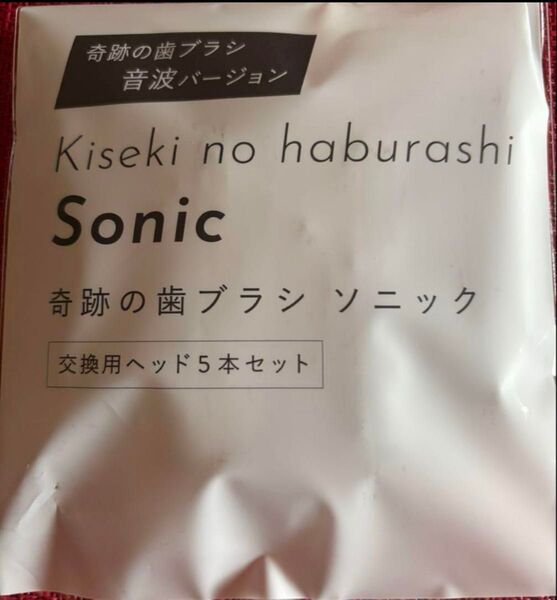 奇跡の歯ブラシ
音波バージョン
Kiseki no haburashi
Sonic
奇跡の歯ブラシ ソニック
交換用ヘッド5本セット